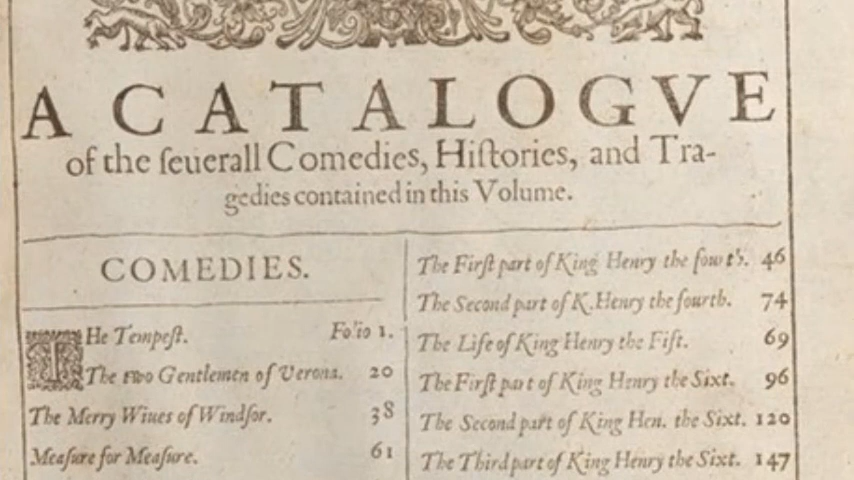 A CATALOGVE
of the ſeuerall Comedies, Hiſtories, and Tra-
gedies contained in this Volume.
COMEDIES.
The Tempeſt. Folio 1.
The two Gentlemen of Verona. 20
The Merry Wiues of Windſor. 38
Meaſure for Meaſure. 61
The Firſt part of King Henry the fourth. 46
The Second part of K. Henry the fourth. 74
The Life of King Henry the Fift. 69
The Firſt part of King Henry the Sixt. 96
The Second part of King Hen. the Sixt. 120
The Third part of King Henry the Sixt. 147